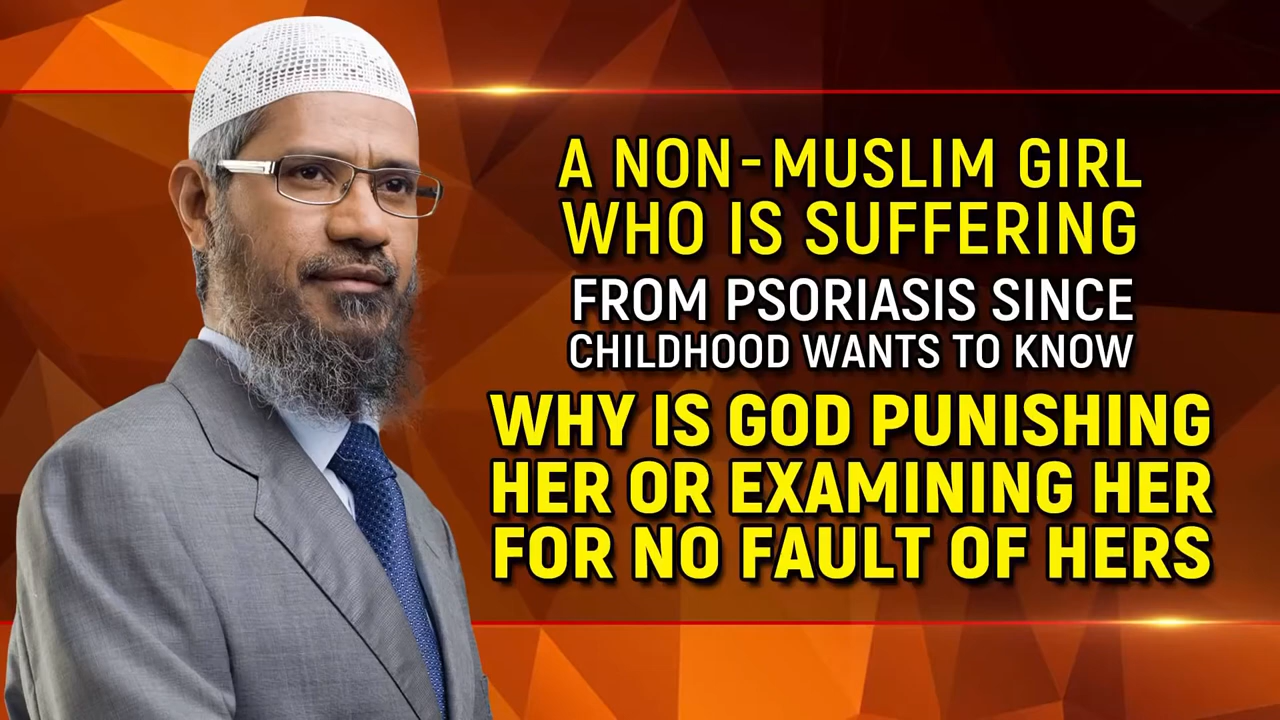 A NON-MUSLIM GIRL
WHO IS SUFFERING
FROM PSORIASIS SINCE
CHILDHOOD WANTS TO KNOW
WHY IS GOD PUNISHING
HER OR EXAMINING HER
FOR NO FAULT OF HERS